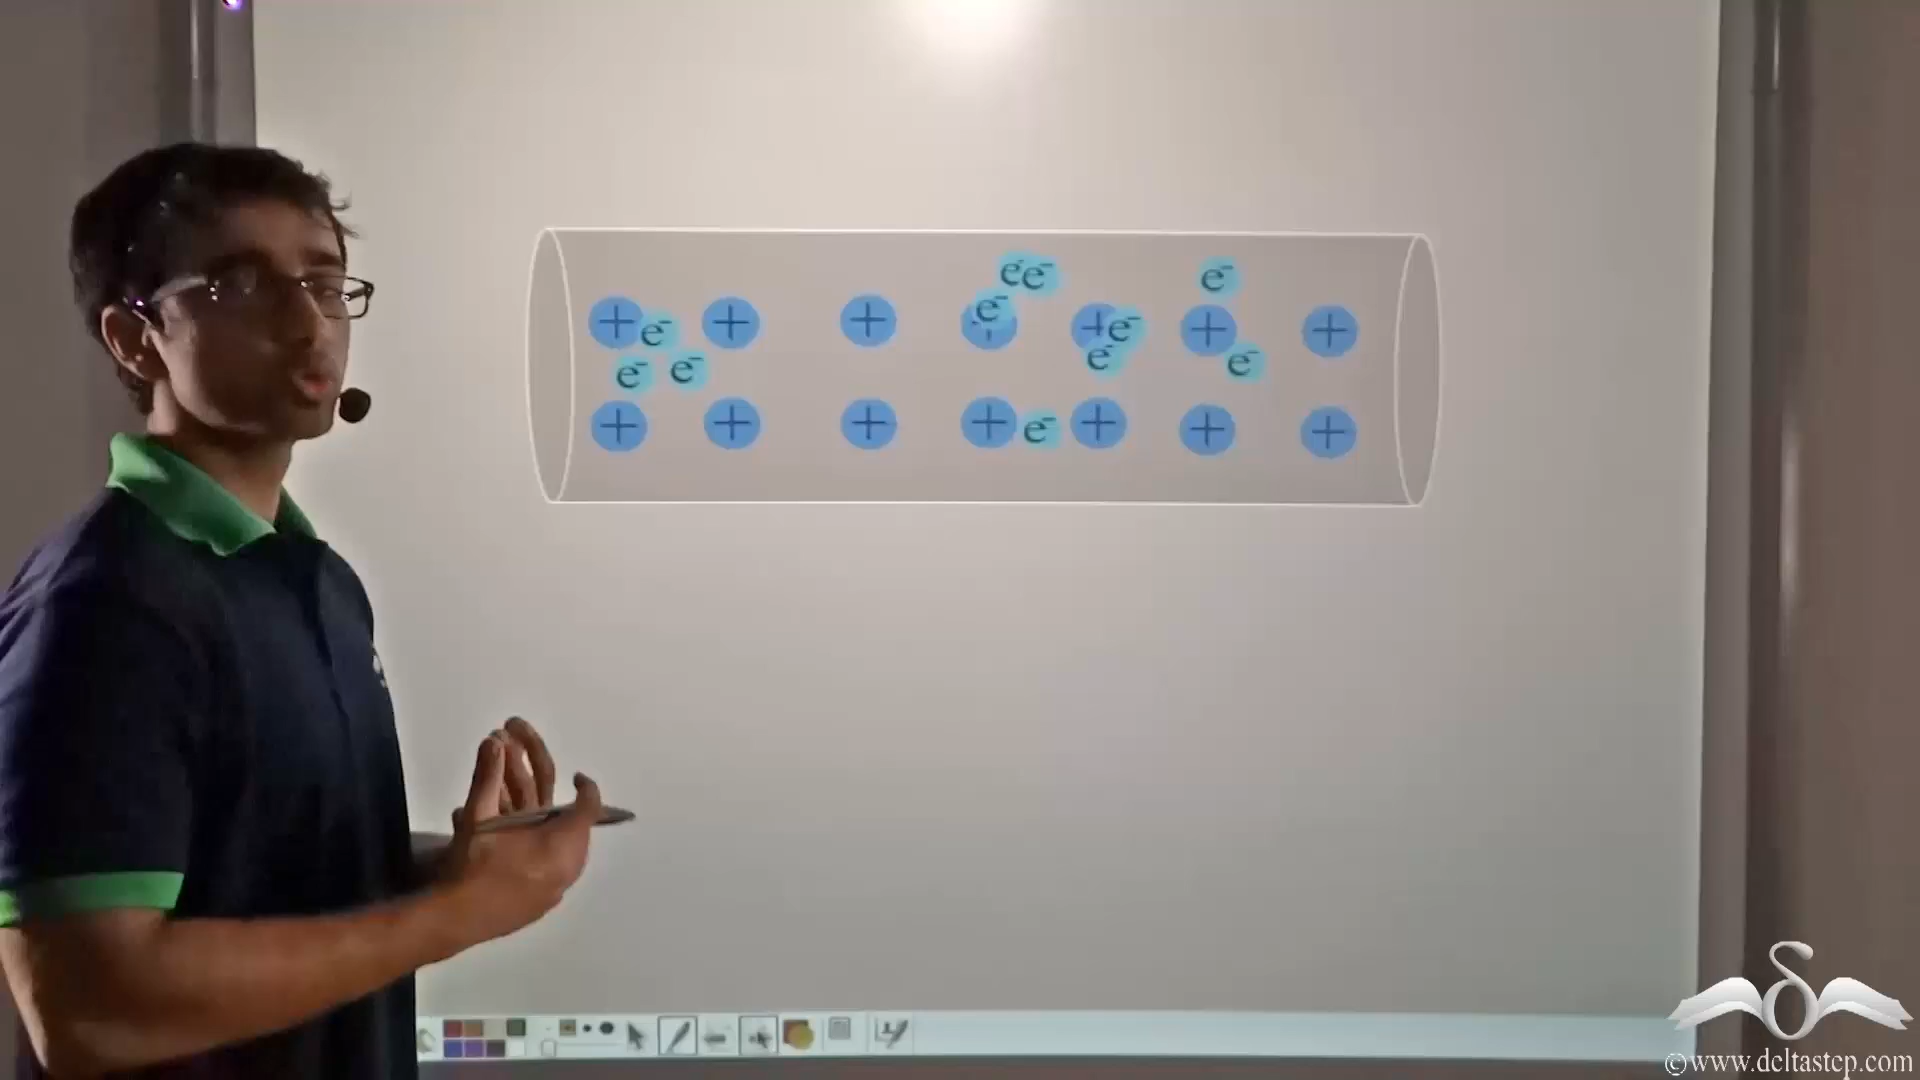 e⁻ e⁻ e⁻
+ e⁻ + + e⁻ + + e⁻ + +
e⁻ e⁻ e⁻ e⁻
+ + + + e⁻ + + +
©www.deltastep.com